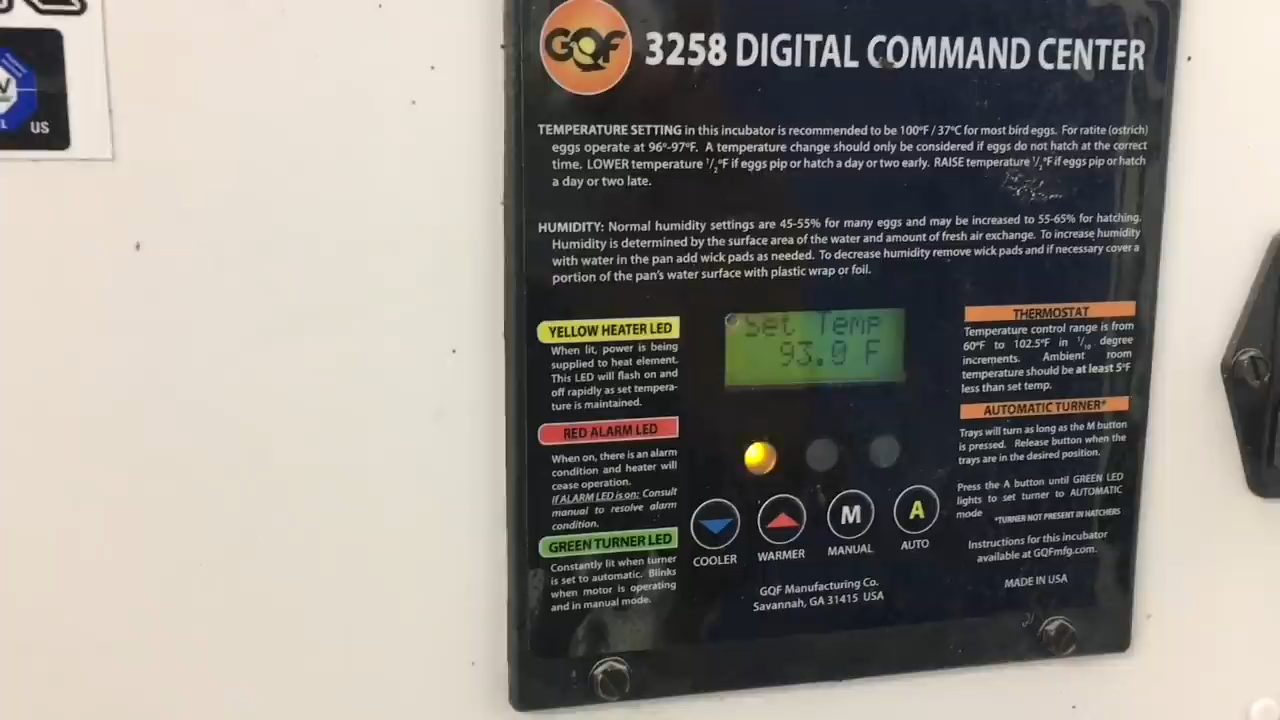 GQF
3258 DIGITAL COMMAND CENTER
US
TEMPERATURE SETTING in this incubator is recommended to be 100°F / 37°C for most bird eggs. For ratite (ostrich)
eggs operate at 96°-97°F. A temperature change should only be considered if eggs do not hatch at the correct
time. LOWER temperature 1/2°F if eggs pip or hatch a day or two early. RAISE temperature 1/2°F if eggs pip or hatch
a day or two late.
HUMIDITY: Normal humidity settings are 45-55% for many eggs and may be increased to 55-65% for hatching.
Humidity is determined by the surface area of the water and amount of fresh air exchange. To increase humidity
with water in the pan add wick pads as needed. To decrease humidity remove wick pads and if necessary cover a
portion of the pan's water surface with plastic wrap or foil.
YELLOW HEATER LED
When lit, power is being
supplied to heat element.
This LED will flash on and
off rapidly as set tempera-
ture is maintained.
RED ALARM LED
When on, there is an alarm
condition and heater will
cease operation.
If ALARM LED is on: Consult
manual to resolve alarm
condition.
GREEN TURNER LED
Constantly lit when turner
is set to automatic. Blinks
when motor is operating
and in manual mode.
Set Temp
93.0 F
M
A
COOLER
WARMER
MANUAL
AUTO
GQF Manufacturing Co.
Savannah, GA 31415 USA
THERMOSTAT
Temperature control range is from
60°F to 102.5°F in 1/10 degree
increments. Ambient room
temperature should be at least 5°F
less than set temp.
AUTOMATIC TURNER*
Trays will turn as long as the M button
is pressed. Release button when the
trays are in the desired position.
Press the A button until GREEN LED
lights to set turner to AUTOMATIC
mode
*TURNER NOT PRESENT IN HATCHERS
Instructions for this incubator
available at GQFmfg.com.
MADE IN USA